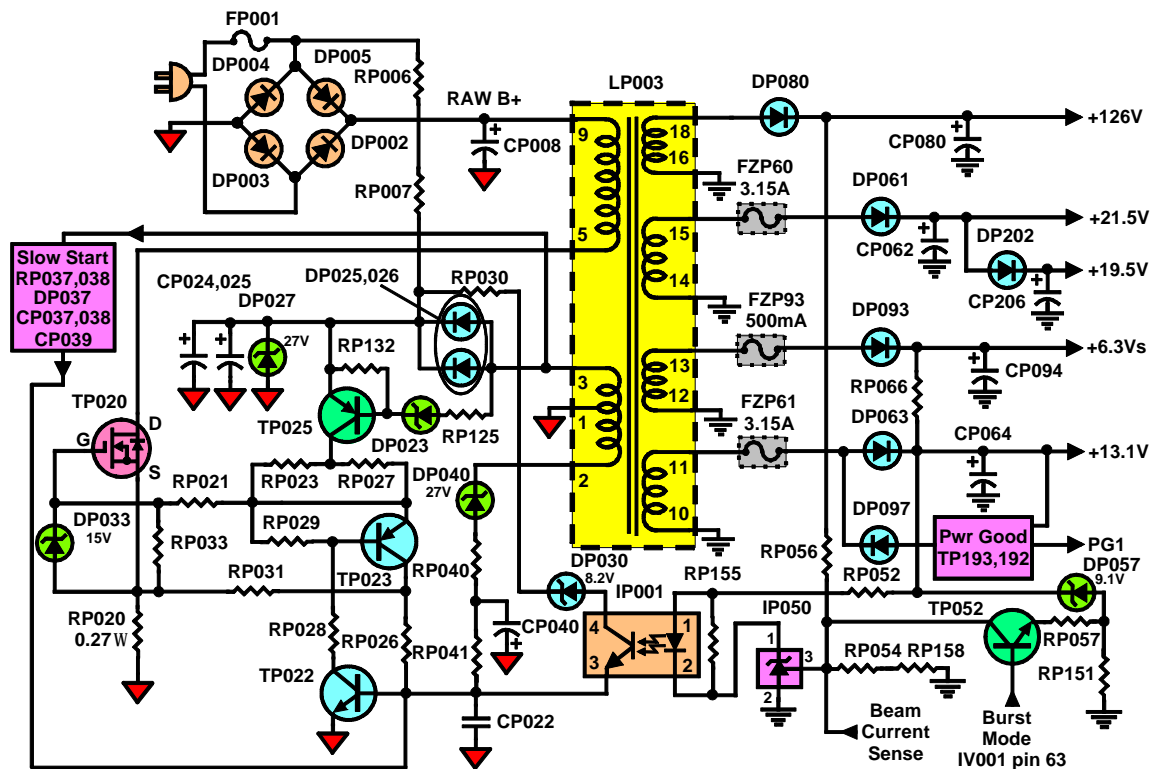 FP001
DP004
DP005
RP006
RAW B+
LP003
DP080
DP002
CP008
DP003
RP007
9
5
18
16
CP080
+126V
FZP60
3.15A
DP061
15
14
CP062
+21.5V
DP202
+19.5V
CP206
Slow Start
RP037,038
DP037
CP037,038
CP039
CP024,025
DP025,026
DP027
27V
RP030
RP132
FZP93
500mA
DP093
3
1
2
13
12
+6.3Vs
CP094
RP066
TP020
D
G
S
TP025
DP023
RP125
FZP61
3.15A
DP063
CP064
11
10
+13.1V
RP021
RP023
RP027
DP040
27V
DP033
15V
RP033
RP029
TP023
RP040
DP097
Pwr Good
TP193,192
PG1
RP056
RP031
DP030
8.2V
IP001
RP155
RP052
DP057
9.1V
RP020
0.27 W
RP028
RP026
CP040
RP041
4
3
1
2
IP050
1
3
2
TP052
RP057
RP054
RP158
RP151
TP022
CP022
Beam
Current
Sense
Burst
Mode
IV001 pin 63